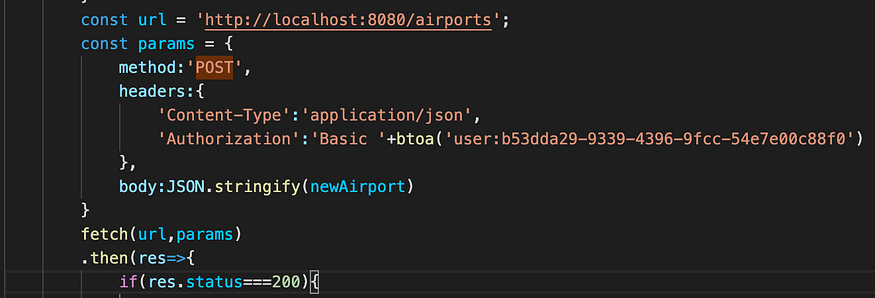 const url = 'http://localhost:8080/airports';
const params = {
method:'POST',
headers:{
'Content-Type':'application/json',
'Authorization':'Basic '+btoa('user:b53dda29-9339-4396-9fcc-54e7e00c88f0')
},
body:JSON.stringify(newAirport)
}
fetch(url,params)
.then(res=>{
if(res.status===200){